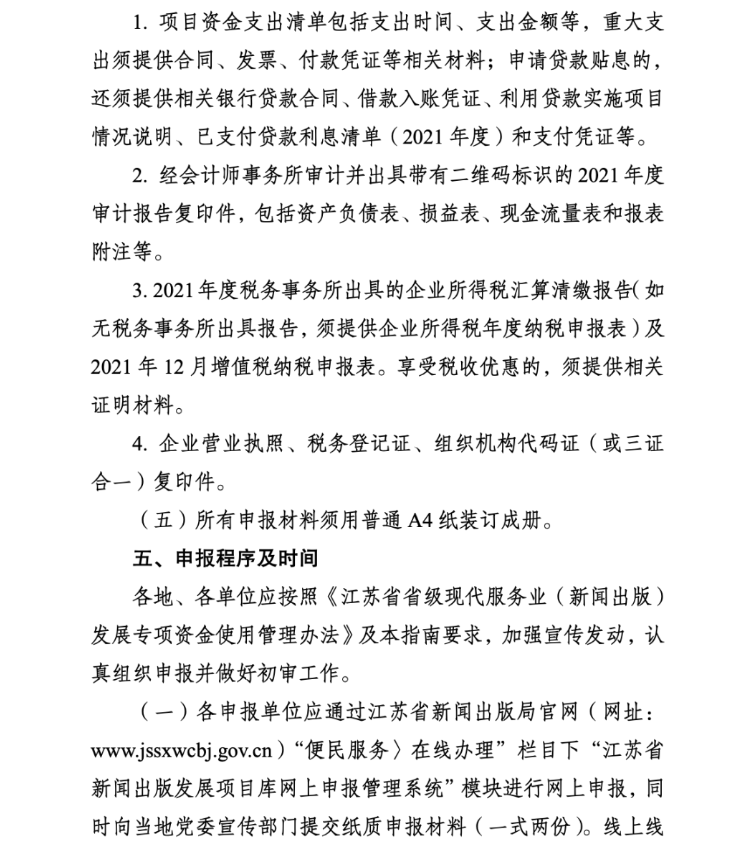 1. 项目资金支出清单包括支出时间、支出金额等，重大支
出须提供合同、发票、付款凭证等相关材料；申请贷款贴息的，
还须提供相关银行贷款合同、借款入账凭证、利用贷款实施项目
情况说明、已支付贷款利息清单（2021 年度）和支付凭证等。
2. 经会计师事务所审计并出具带有二维码标识的 2021 年度
审计报告复印件，包括资产负债表、损益表、现金流量表和报表
附注等。
3. 2021 年度税务事务所出具的企业所得税汇算清缴报告（如
无税务事务所出具报告，须提供企业所得税年度纳税申报表）及
2021 年 12 月增值税纳税申报表。享受税收优惠的，须提供相关
证明材料。
4. 企业营业执照、税务登记证、组织机构代码证（或三证
合一）复印件。
（五）所有申报材料须用普通 A4 纸装订成册。
五、申报程序及时间
各地、各单位应按照《江苏省省级现代服务业（新闻出版）
发展专项资金使用管理办法》及本指南要求，加强宣传发动，认
真组织申报并做好初审工作。
（一）各申报单位应通过江苏省新闻出版局官网（网址：
www.jssxwcbj.gov.cn）“便民服务〉在线办理”栏目下“江苏省
新闻出版发展项目库网上申报管理系统”模块进行网上申报，同
时向当地党委宣传部门提交纸质申报材料（一式两份）。线上线